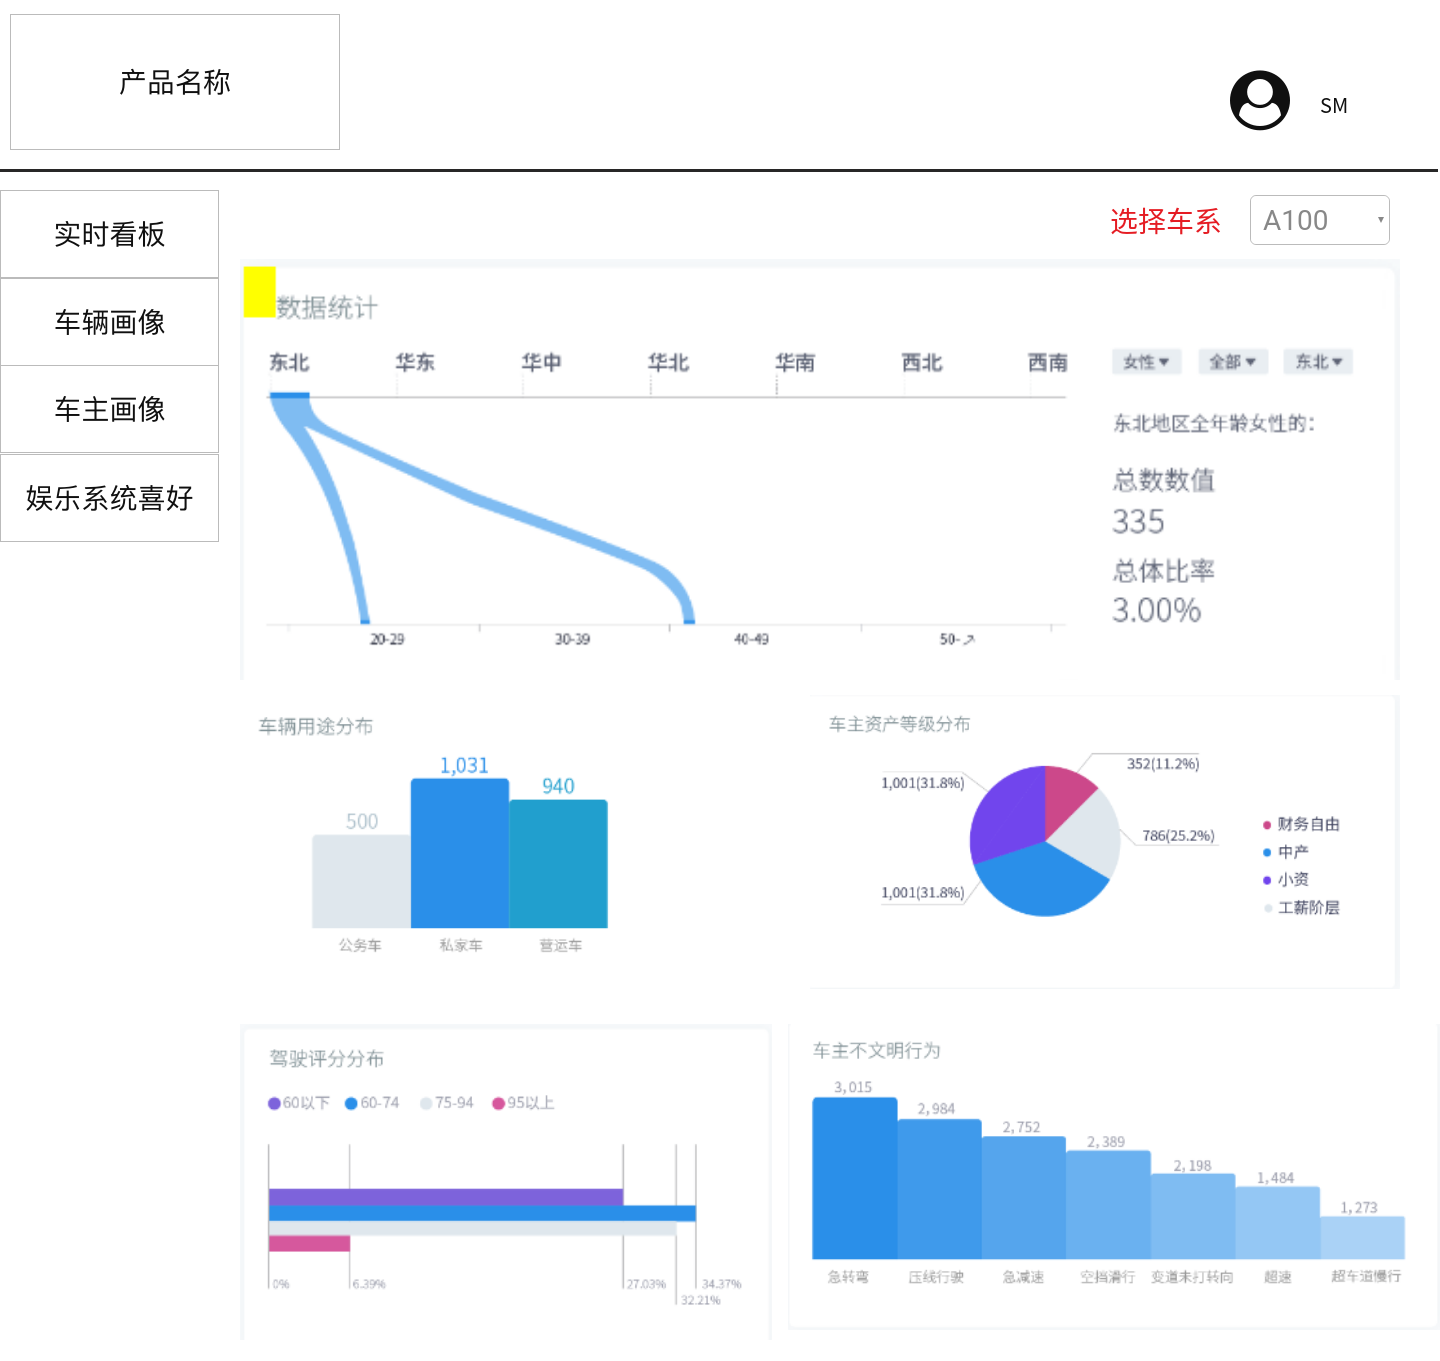 产品名称
SM
实时看板
车辆画像
车主画像
娱乐系统喜好
选择车系
A100
数据统计
东北 华东 华中 华北 华南 西北 西南
女性 全部 东北
东北地区全年龄女性的：
总数数值
335
总体比率
3.00%
20-29 30-39 40-49 50-
车辆用途分布
500 1,031 940
公务车 私家车 营运车
车主资产等级分布
352(11.2%)
1,001(31.8%)
786(25.2%)
1,001(31.8%)
财务自由
中产
小资
工薪阶层
驾驶评分分布
60以下 60-74 75-94 95以上
0% 6.39% 27.03% 34.37%
32.21%
车主不文明行为
3,015 2,984 2,752 2,389 2,198 1,484 1,273
急转弯 压线行驶 急减速 空挡滑行 变道未打转向 超速 超车道慢行